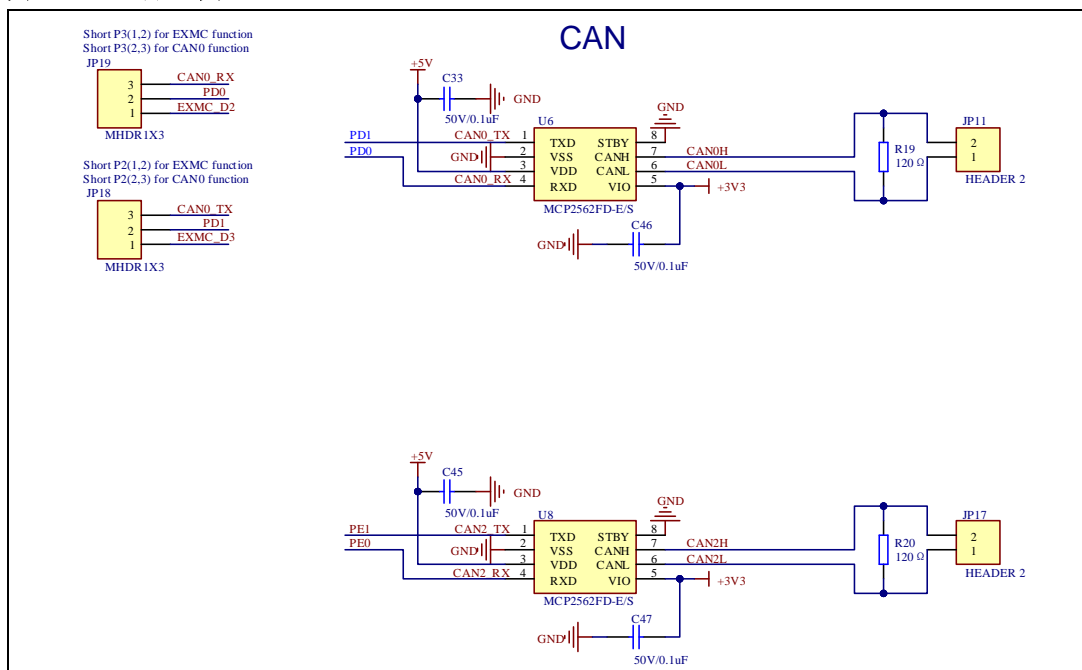 CAN
Short P3(1,2) for EXMC function
Short P3(2,3) for CAN0 function
JP19
3 CAN0_RX
2 PD0
1 EXMC_D2
MHDR1X3
Short P2(1,2) for EXMC function
Short P2(2,3) for CAN0 function
JP18
3 CAN0_TX
2 PD1
1 EXMC_D3
MHDR1X3
+5V
C33
GND
50V/0.1uF
GND
U6
PD1 CAN0_TX 1 TXD STBY 8
PD0 GND 2 VSS CANH 7 CAN0H
3 VDD CANL 6 CAN0L
CAN0_RX 4 RXD VIO 5 +3V3
MCP2562FD-E/S
R19
120 Ω
JP11
2
1
HEADER 2
C46
GND
50V/0.1uF
+5V
C45
GND
50V/0.1uF
GND
U8
PE1 CAN2_TX 1 TXD STBY 8
PE0 GND 2 VSS CANH 7 CAN2H
3 VDD CANL 6 CAN2L
CAN2_RX 4 RXD VIO 5 +3V3
MCP2562FD-E/S
R20
120 Ω
JP17
2
1
HEADER 2
C47
GND
50V/0.1uF